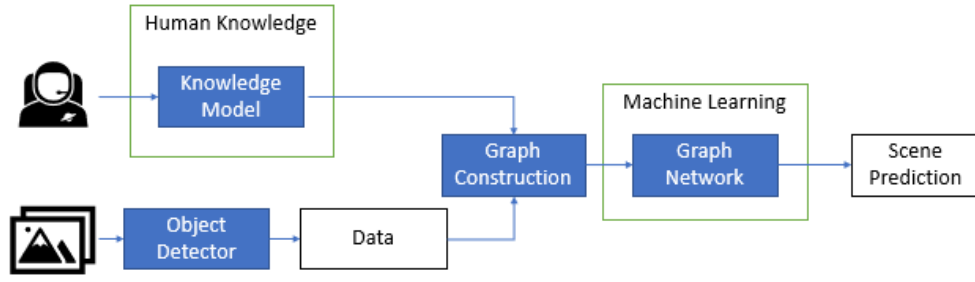 Human Knowledge
Knowledge
Model
Machine Learning
Graph
Construction
Graph
Network
Scene
Prediction
Object
Detector
Data